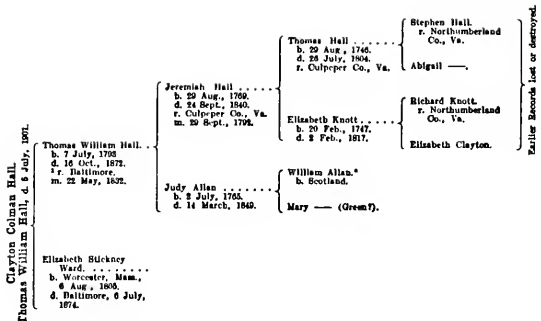 Clayton Colman Hall.
Thomas William Hall, d. 5 July, 1901.
Thomas William Hall.
b. 7 July, 1793
d. 16 Oct., 1872.
r. Baltimore.
m. 22 May, 1832.
Elizabeth Stickney
Ward.
b. Worcester, Mass.,
6 Aug., 1805.
d. Baltimore, 6 July,
1874.
Jeremiah Hall
b. 29 Aug., 1769.
d. 24 Sept., 1840.
r. Culpeper Co., Va.
m. 29 Sept., 1792.
Judy Allan
b. 2 July, 1765.
d. 14 March, 1849.
Thomas Hall
b. 29 Aug., 1746.
d. 26 July, 1804.
r. Culpeper Co., Va.
Elizabeth Knott
b. 20 Feb., 1747.
d. 2 Feb., 1817.
William Allan.*
b. Scotland.
Mary — (Green?).
Stephen Hall.
r. Northumberland
Co., Va.
Abigail —.
Richard Knott.
r. Northumberland
Co., Va.
Elizabeth Clayton.
Earlier Records lost or destroyed.